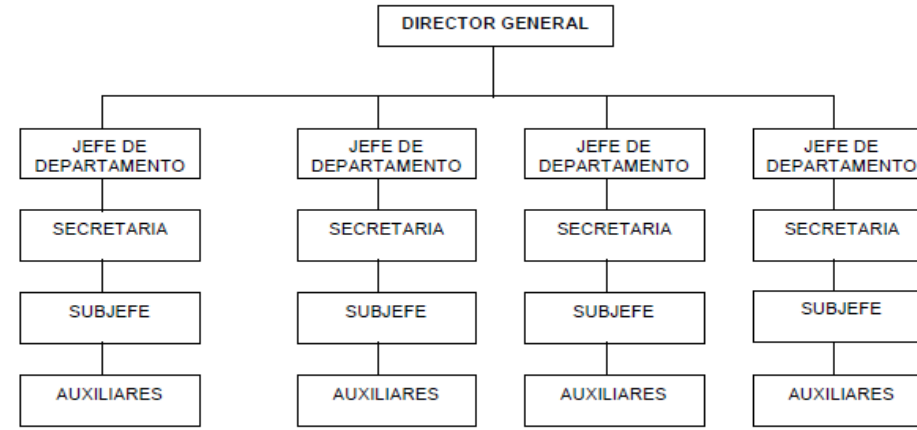 DIRECTOR GENERAL
JEFE DE
DEPARTAMENTO
JEFE DE
DEPARTAMENTO
JEFE DE
DEPARTAMENTO
JEFE DE
DEPARTAMENTO
SECRETARIA
SECRETARIA
SECRETARIA
SECRETARIA
SUBJEFE
SUBJEFE
SUBJEFE
SUBJEFE
AUXILIARES
AUXILIARES
AUXILIARES
AUXILIARES